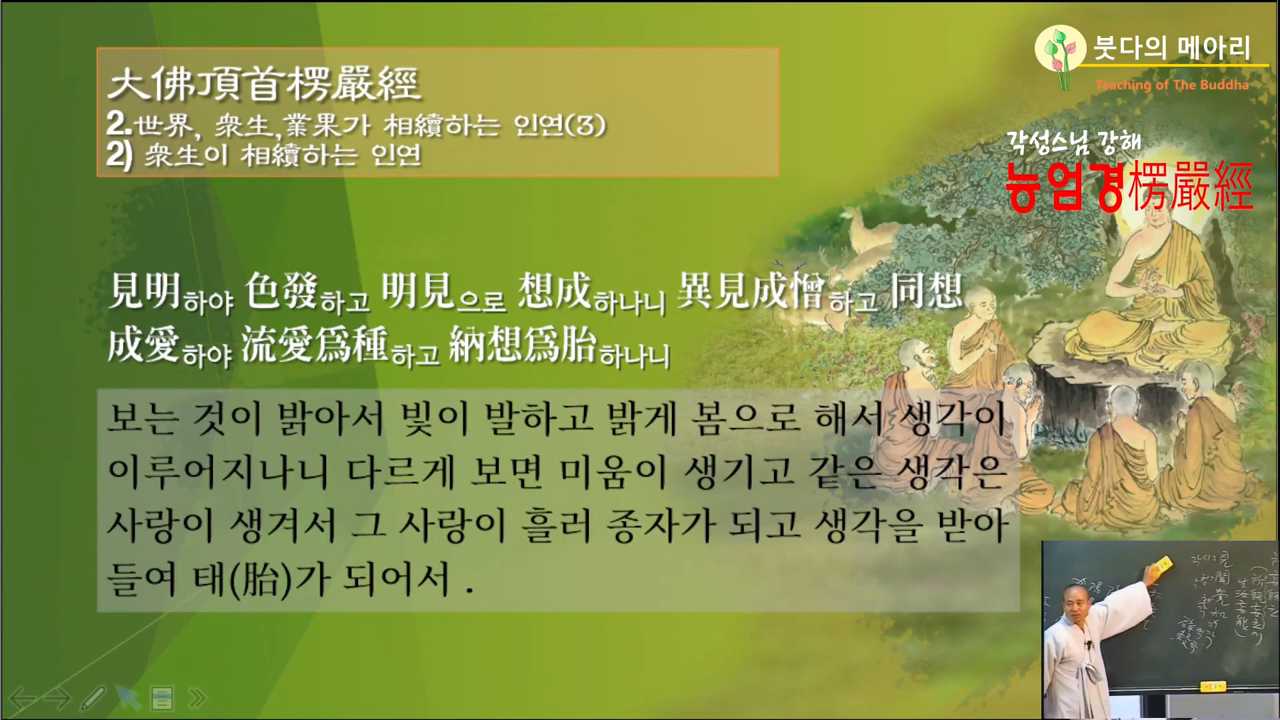 大佛頂首楞嚴經
2.世界, 衆生,業果가 相續하는 인연(3)
2) 衆生이 相續하는 인연
붓다의 메아리
Teaching of The Buddha
각성스님 강해
능엄경楞嚴經
見明하야 色發하고 明見으로 想成하나니 異見成憎하고 同想
成愛하야 流愛爲種하고 納想爲胎하나니
보는 것이 밝아서 빛이 발하고 밝게 봄으로 해서 생각이
이루어지나니 다르게 보면 미움이 생기고 같은 생각은
사랑이 생겨서 그 사랑이 흘러 종자가 되고 생각을 받아
들여 태(胎)가 되어서 .